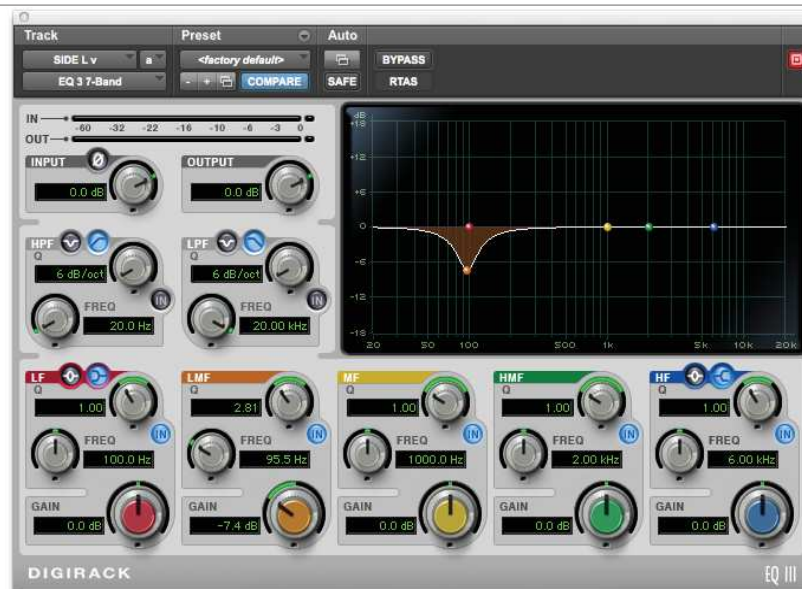 Track Preset Auto
SIDE L v a <factory default> BYPASS
EQ 3 7-Band - + COMPARE SAFE RTAS
IN
-60 -32 -22 -16 -10 -6 -3 0
OUT
INPUT Ø OUTPUT
0.0 dB 0.0 dB
HPF LPF
Q Q
6 dB/oct 6 dB/oct
IN IN
FREQ FREQ
20.0 Hz 20.00 kHz
dB
+18
+12
+6
0
-6
-12
-18
20 50 100 500 1k 5k 10k 20k
LF LMF MF HMF HF
Q Q Q Q Q
1.00 2.81 1.00 1.00 1.00
IN IN IN IN IN
FREQ FREQ FREQ FREQ FREQ
100.0 Hz 95.5 Hz 1000.0 Hz 2.00 kHz 6.00 kHz
GAIN GAIN GAIN GAIN GAIN
0.0 dB -7.4 dB 0.0 dB 0.0 dB 0.0 dB
DIGIRACK EQ III